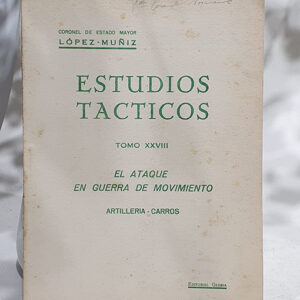 CORONEL DE ESTADO MAYOR
LÓPEZ-MUÑIZ
ESTUDIOS
TACTICOS
TOMO XXVIII
EL ATAQUE
EN GUERRA DE MOVIMIENTO
ARTILLERIA - CARROS
EDITORIAL GLORIA